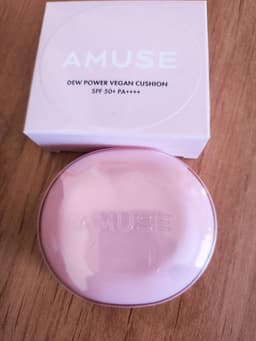 AMUSE
DEW POWER VEGAN CUSHION
SPF 50+ PA++++
AMUSE